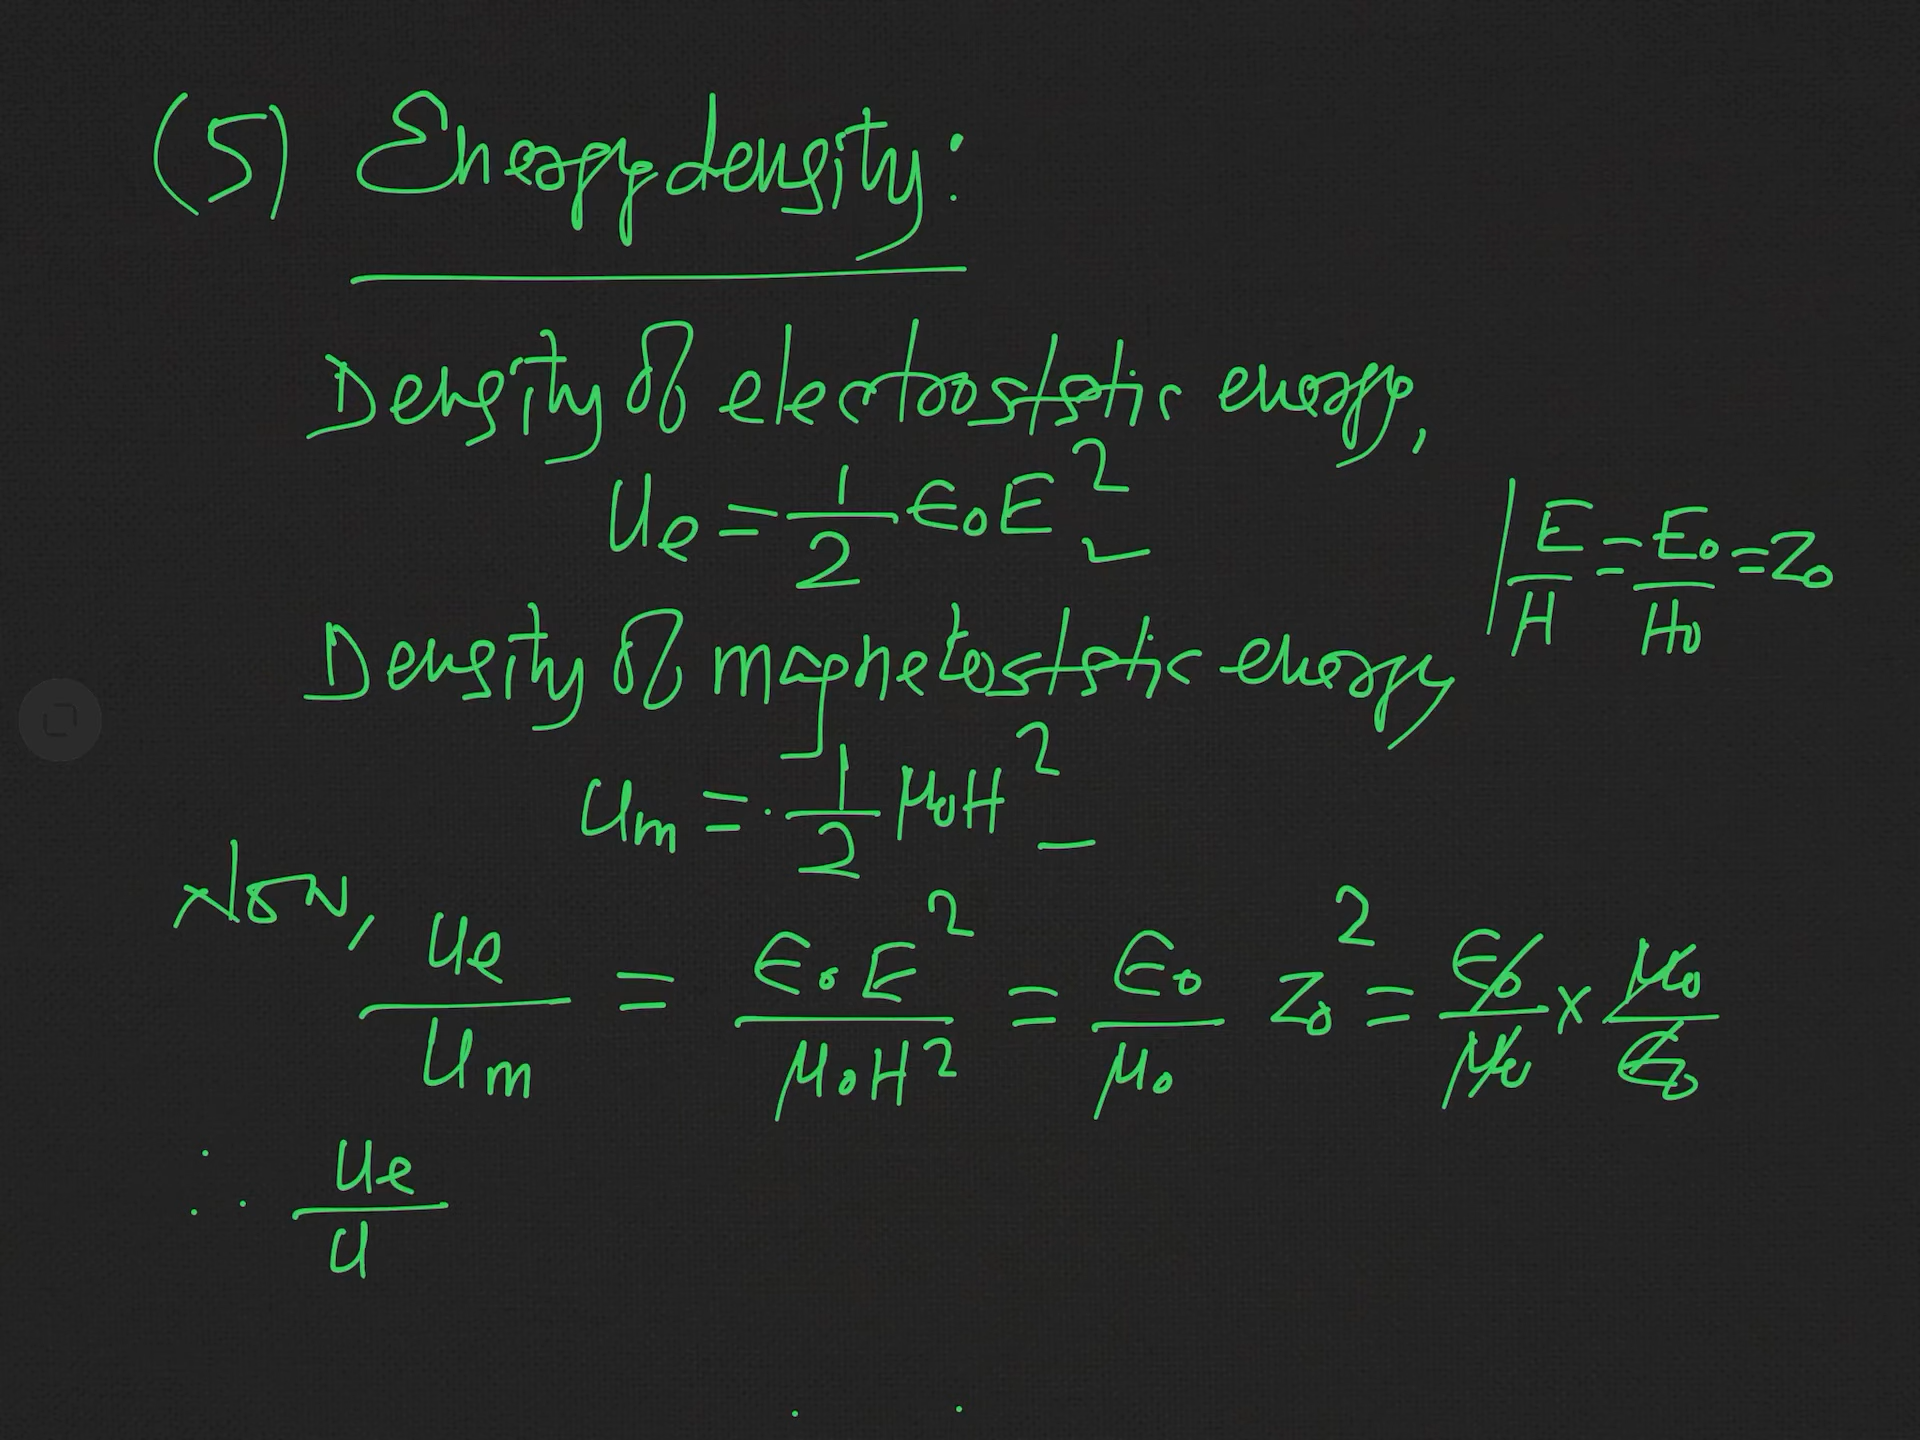 (5) Energy density:
Density of electrostatic energy,
Ue = 1/2 ϵ₀E²
| E/H = E₀/H₀ = Z₀
Density of magnetostatic energy
Um = 1/2 μ₀H²
Now, Ue/Um = ϵ₀E²/μ₀H² = ϵ₀/μ₀ Z₀² = ϵ₀/μ₀ × μ₀/ϵ₀
∴ Ue/U